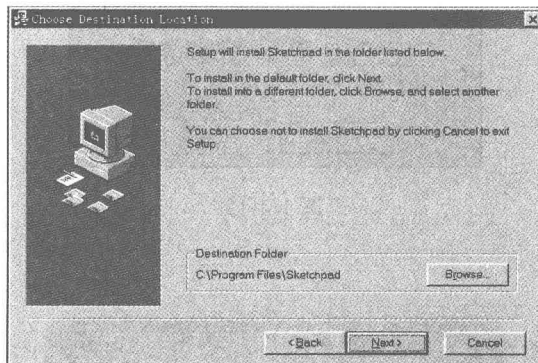 Choose Destination Location
Setup will install Sketchpad in the folder listed below.
To install in the default folder, click Next.
To install into a different folder, click Browse, and select another
folder.
You can choose not to install Sketchpad by clicking Cancel to exit
Setup.
Destination Folder
C:\Program Files\Sketchpad
Browse...
< Back
Next >
Cancel